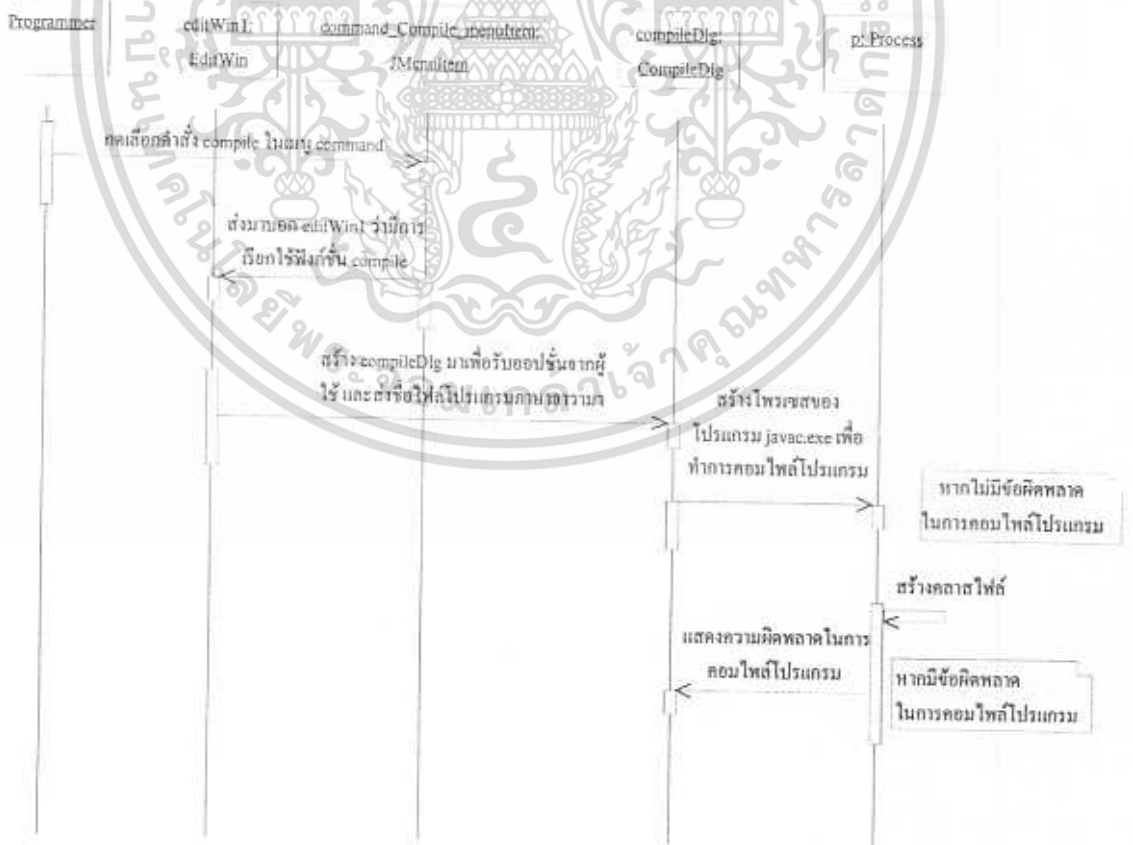 Programmer
editWin1:
EditWin
command_Compile_menuItem:
JMenuItem
compileDlg:
CompileDlg
p: Process
กดเลือกคำสั่ง compile ในเมนู command
ส่งมาบอก editWin1 ว่ามีการ
เรียกใช้ฟังก์ชั่น compile
สร้าง compileDlg มาเพื่อรับออปชั่นจากผู้
ใช้ และส่งชื่อไฟล์โปรแกรมภาษาจาวามา
สร้างโพรเซสของ
โปรแกรม javac.exe เพื่อ
ทำการคอมไพล์โปรแกรม
หากไม่มีข้อผิดพลาด
ในการคอมไพล์โปรแกรม
สร้างคลาสไฟล์
แสดงความผิดพลาดในการ
คอมไพล์โปรแกรม
หากมีข้อผิดพลาด
ในการคอมไพล์โปรแกรม